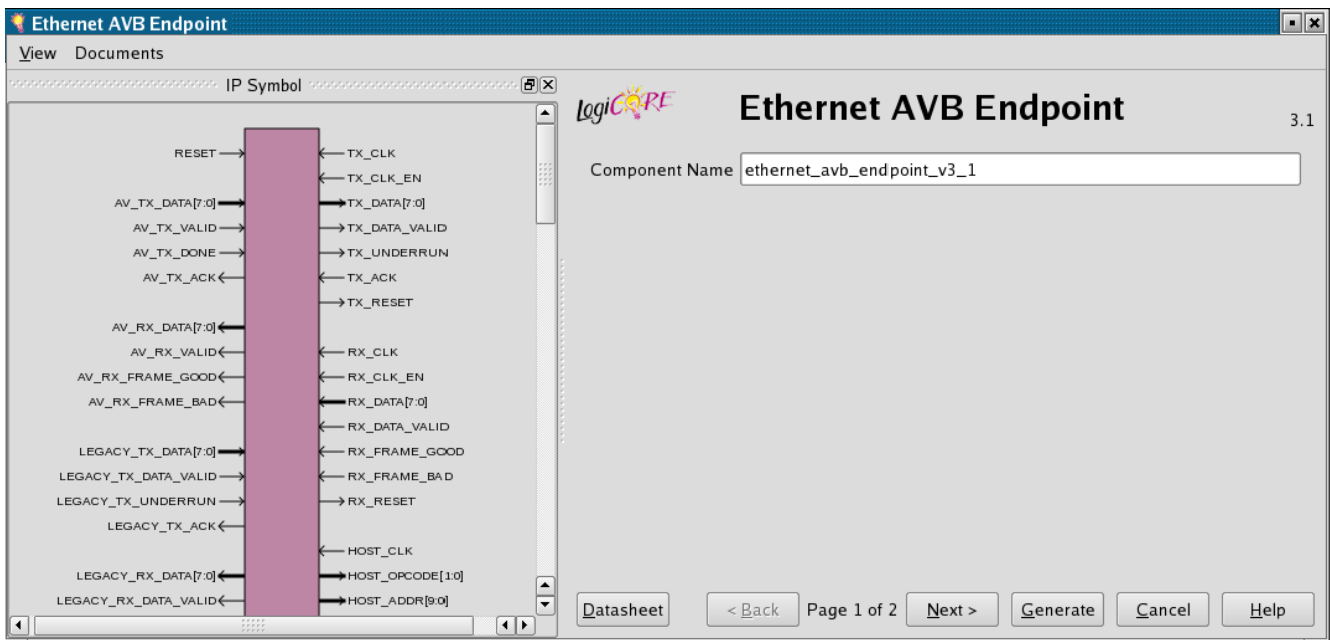 Ethernet AVB Endpoint
View Documents
IP Symbol
RESET
TX_CLK
TX_CLK_EN
AV_TX_DATA[7:0]
TX_DATA[7:0]
AV_TX_VALID
TX_DATA_VALID
AV_TX_DONE
TX_UNDERRUN
AV_TX_ACK
TX_ACK
TX_RESET
AV_RX_DATA[7:0]
AV_RX_VALID
RX_CLK
AV_RX_FRAME_GOOD
RX_CLK_EN
AV_RX_FRAME_BAD
RX_DATA[7:0]
RX_DATA_VALID
LEGACY_TX_DATA[7:0]
RX_FRAME_GOOD
LEGACY_TX_DATA_VALID
RX_FRAME_BAD
LEGACY_TX_UNDERRUN
RX_RESET
LEGACY_TX_ACK
HOST_CLK
LEGACY_RX_DATA[7:0]
HOST_OPCODE[1:0]
LEGACY_RX_DATA_VALID
HOST_ADDR[9:0]
logiCORE
Ethernet AVB Endpoint
3.1
Component Name ethernet_avb_endpoint_v3_1
Datasheet < Back Page 1 of 2 Next > Generate Cancel Help